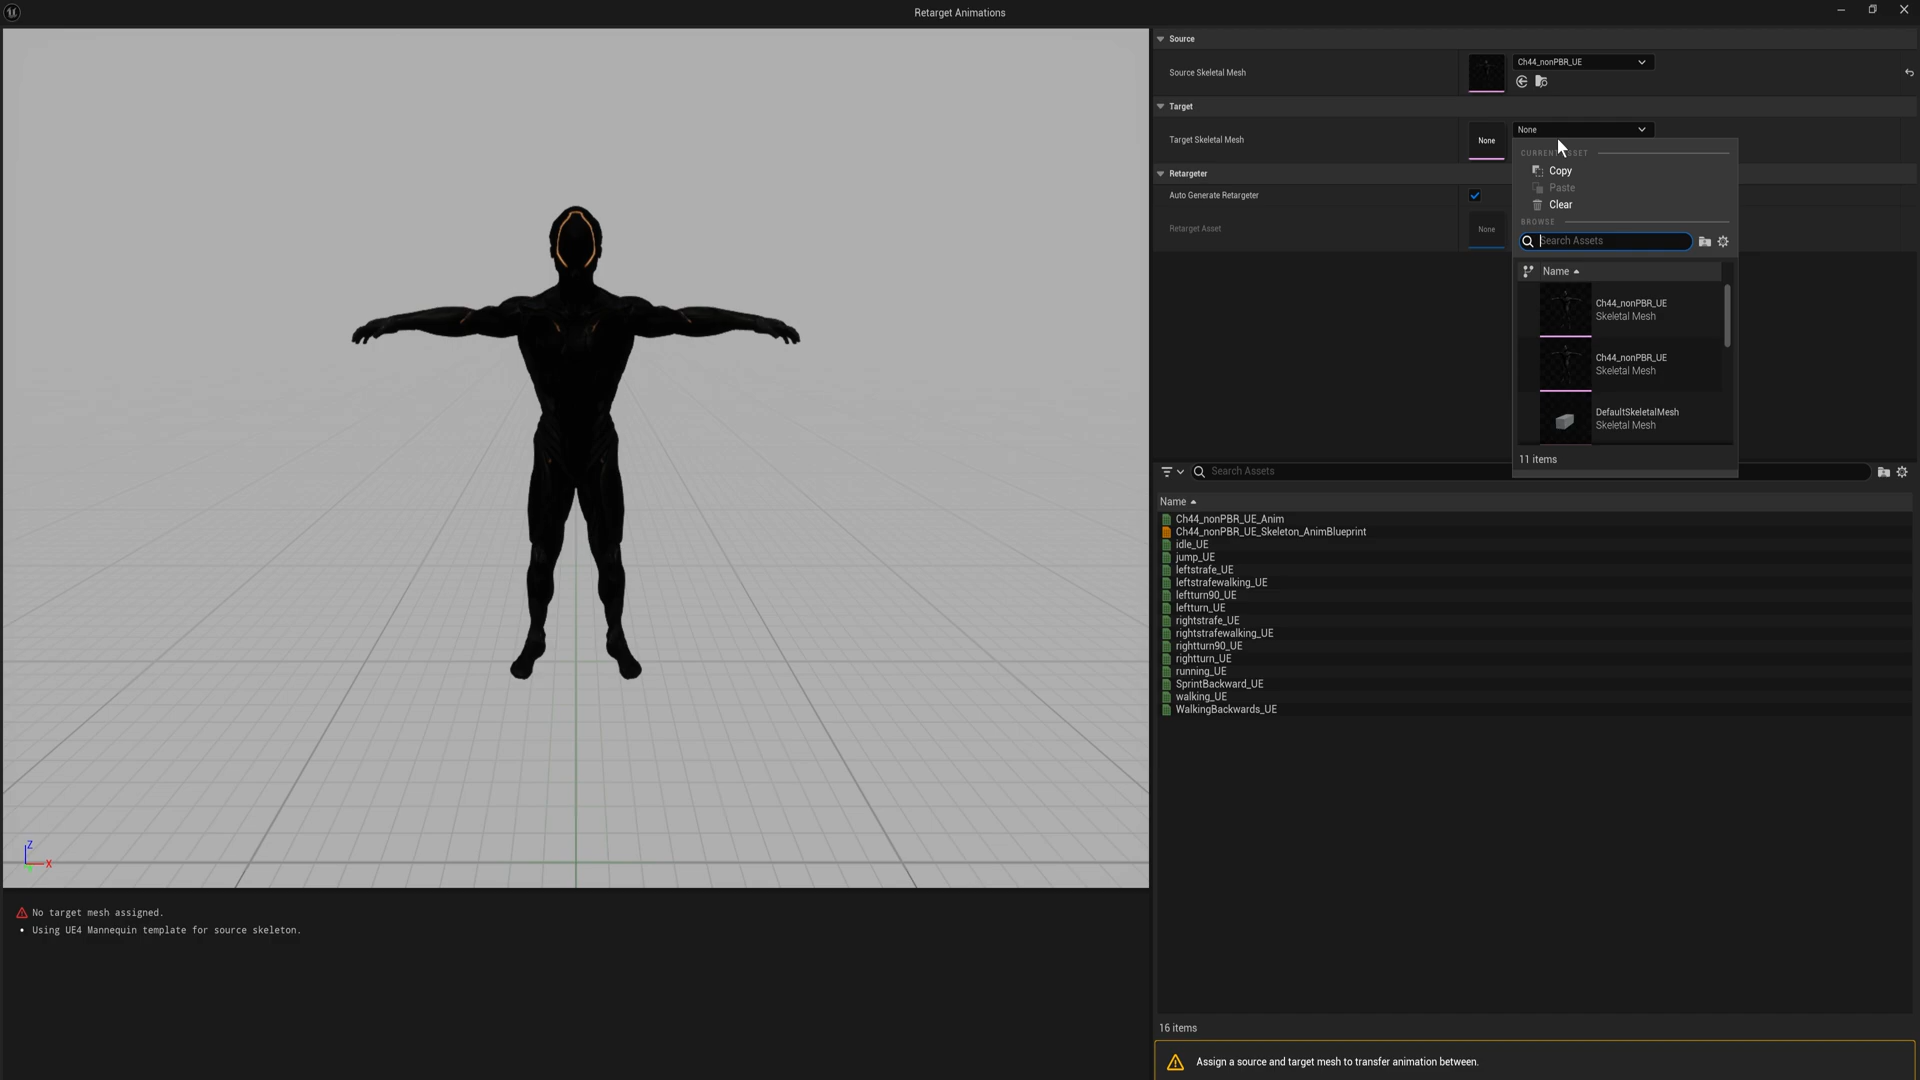 Retarget Animations
Source
Source Skeletal Mesh
Ch44_nonPBR_UE
Target
Target Skeletal Mesh
None
None
CURRENT ASSET
Copy
Paste
Clear
BROWSE
Search Assets
Name
Ch44_nonPBR_UE
Skeletal Mesh
Ch44_nonPBR_UE
Skeletal Mesh
DefaultSkeletalMesh
Skeletal Mesh
11 items
Retargeter
Auto Generate Retargeter
Retarget Asset
None
Search Assets
Name
Ch44_nonPBR_UE_Anim
Ch44_nonPBR_UE_Skeleton_AnimBlueprint
idle_UE
jump_UE
leftstrafe_UE
leftstrafewalking_UE
leftturn90_UE
leftturn_UE
rightstrafe_UE
rightstrafewalking_UE
rightturn90_UE
rightturn_UE
running_UE
SprintBackward_UE
walking_UE
WalkingBackwards_UE
16 items
Assign a source and target mesh to transfer animation between.
Z
X
No target mesh assigned.
• Using UE4 Mannequin template for source skeleton.